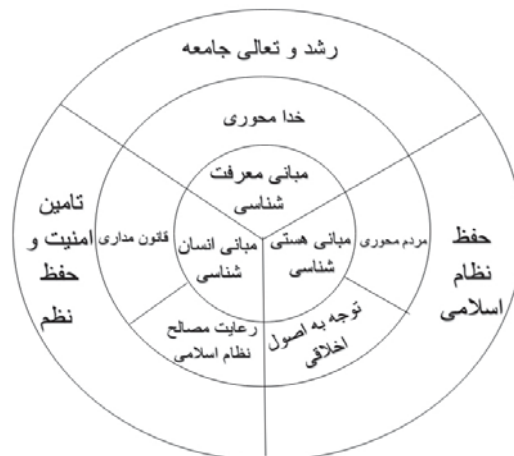 رشد و تعالی جامعه
خدا محوری
مبانی معرفت
شناسی
مبانی هستی
شناسی
مبانی انسان
شناسی
مردم محوری
قانون مداری
توجه به اصول
اخلاقی
رعایت مصالح
نظام اسلامی
حفظ
نظام
اسلامی
تامین
امنیت و
حفظ
نظم